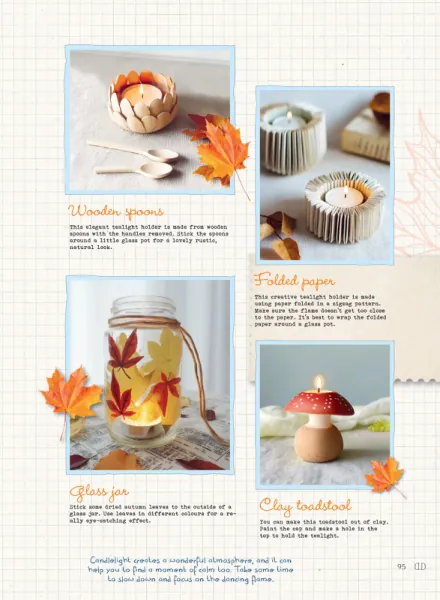 Wooden spoons
This elegant tealight holder is made from wooden
spoons with the handles removed. Stick the spoons
around a little glass pot for a lovely rustic,
natural look.
Folded paper
This creative tealight holder is made
using paper folded in a zigzag pattern.
Make sure the flame doesn't get too close
to the paper. It's best to wrap the folded
paper around a glass pot.
Glass jar
Stick some dried autumn leaves to the outside of a
glass jar. Use leaves in different colours for a re-
ally eye-catching effect.
Clay toadstool
You can make this toadstool out of clay.
Paint the cap and make a hole in the
top to hold the tealight.
Candlelight creates a wonderful atmosphere, and it can
help you to find a moment of calm too. Take some time
to slow down and focus on the dancing flame.
95